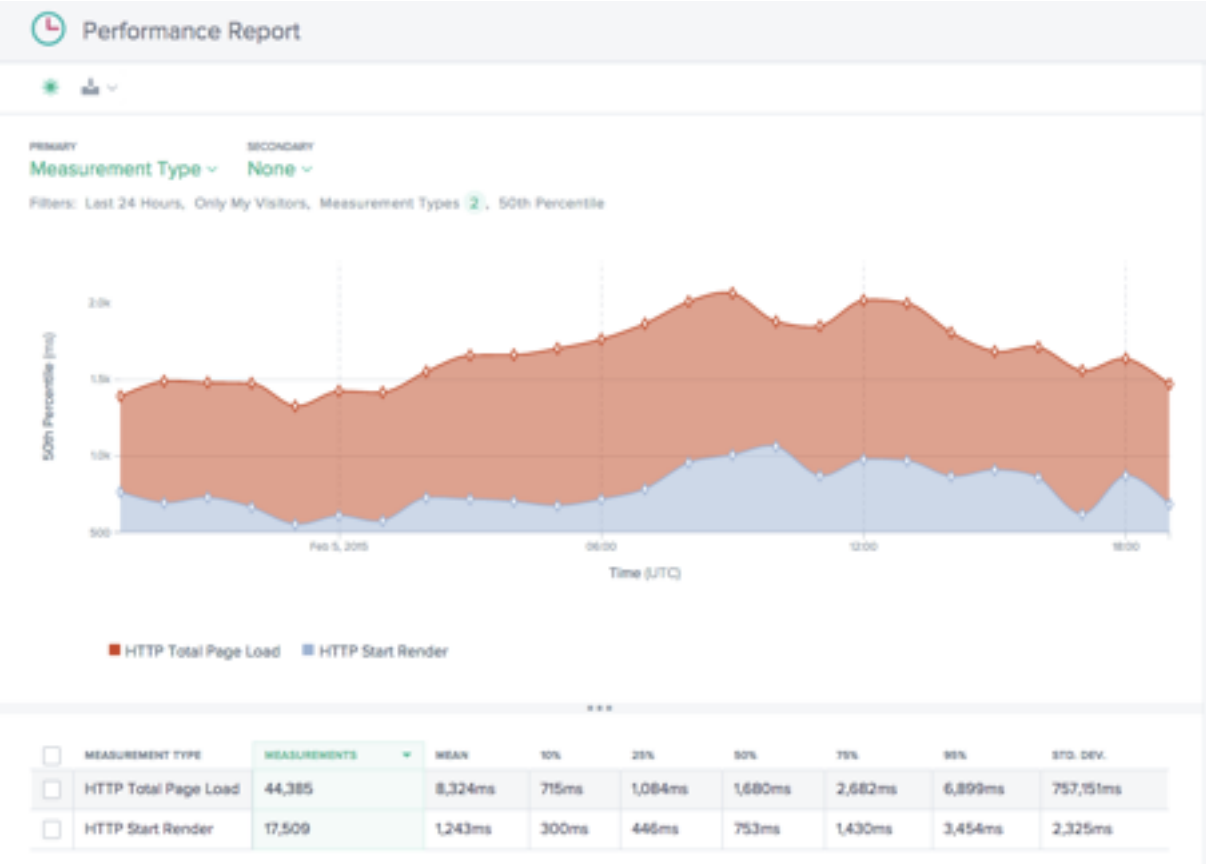 Performance Report
PRIMARY SECONDARY
Measurement Type None
Filters: Last 24 Hours, Only My Visitors, Measurement Types 2, 50th Percentile
2.0k
1.5k
1.0k
500
50th Percentile (ms)
Feb 5, 2015 06:00 12:00 18:00
Time (UTC)
HTTP Total Page Load HTTP Start Render
MEASUREMENT TYPE MEASUREMENTS MEAN 10% 25% 50% 75% 95% STD. DEV.
HTTP Total Page Load 44,385 8,324ms 715ms 1,084ms 1,680ms 2,682ms 6,899ms 757,151ms
HTTP Start Render 17,509 1,243ms 300ms 446ms 753ms 1,430ms 3,454ms 2,325ms